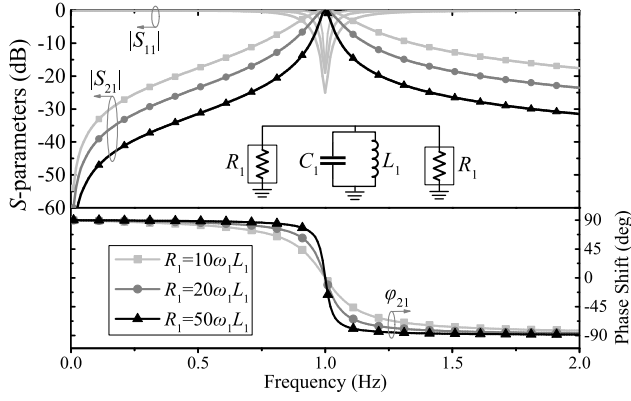 0
-10
-20
-30
-40
-50
-60
S-parameters (dB)
|S11|
|S21|
R1
C1
L1
R1
R1=10ω1L1
R1=20ω1L1
R1=50ω1L1
φ21
90
45
0
-45
-90
Phase Shift (deg)
0.0 0.5 1.0 1.5 2.0
Frequency (Hz)